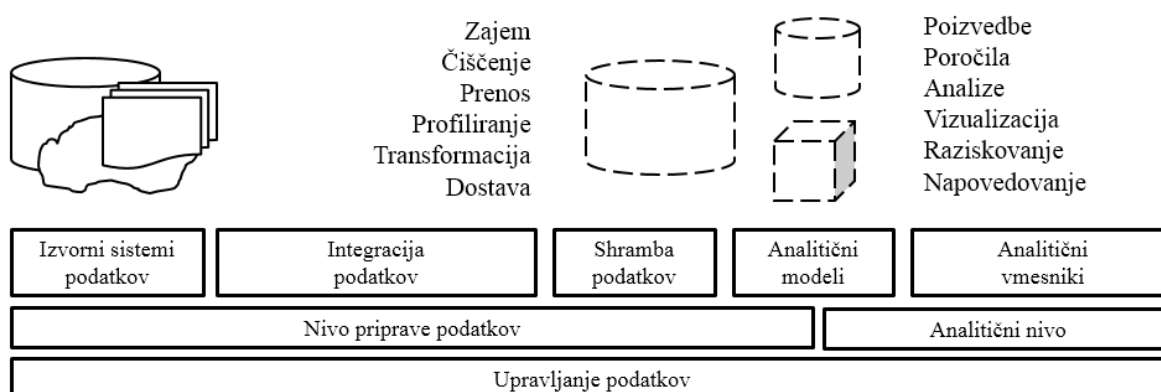 Zajem
Čiščenje
Prenos
Profiliranje
Transformacija
Dostava
Poizvedbe
Poročila
Analize
Vizualizacija
Raziskovanje
Napovedovanje
Izvorni sistemi
podatkov
Integracija
podatkov
Shramba
podatkov
Analitični
modeli
Analitični
vmesniki
Nivo priprave podatkov
Analitični nivo
Upravljanje podatkov